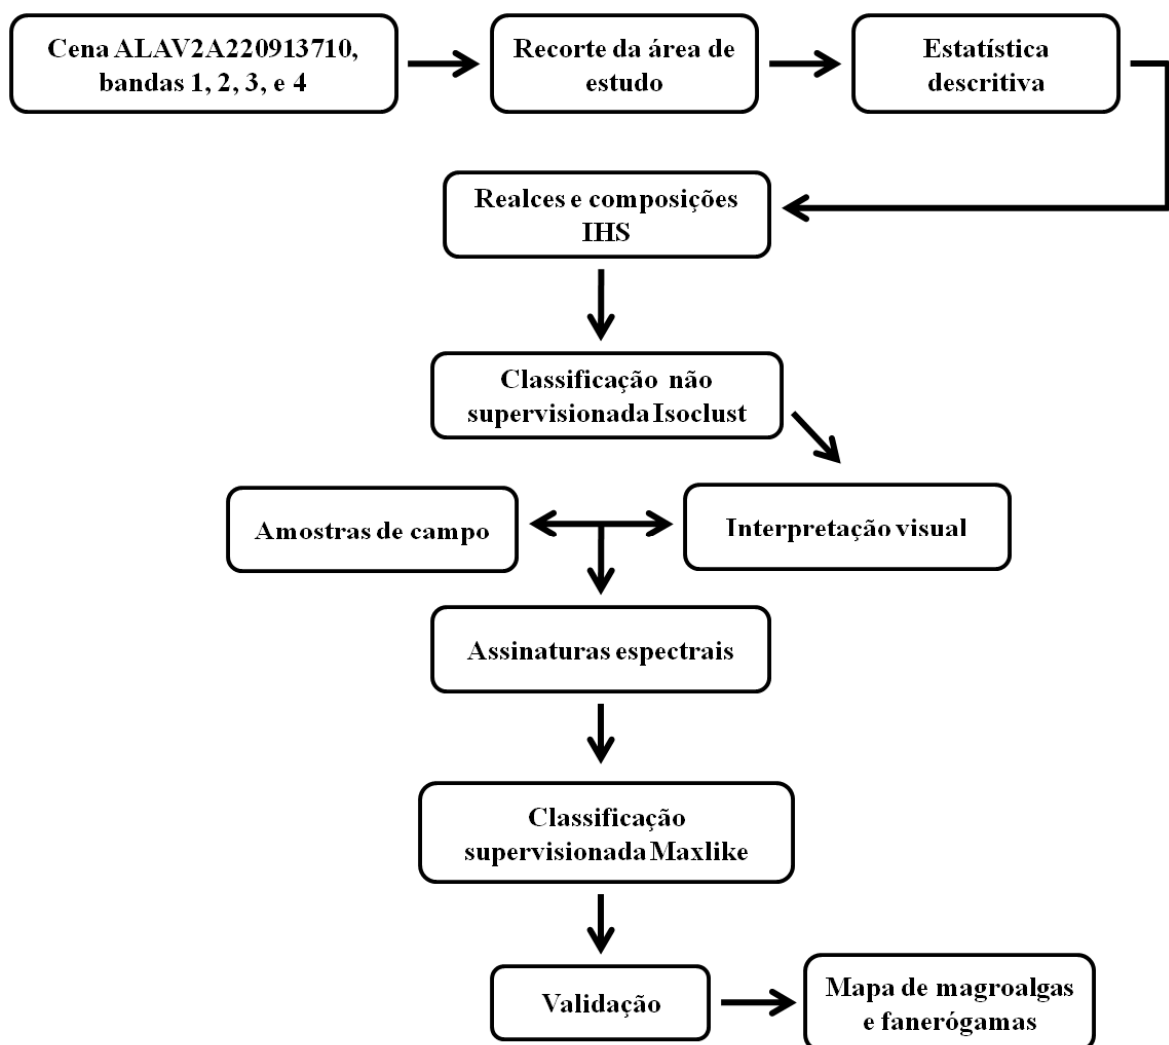 Cena ALAV2A220913710,
bandas 1, 2, 3, e 4
Recorte da área de
estudo
Estatística
descritiva
Realces e composições
IHS
Classificação não
supervisionada Isoclust
Amostras de campo
Interpretação visual
Assinaturas espectrais
Classificação
supervisionada Maxlike
Validação
Mapa de magroalgas
e fanerógamas